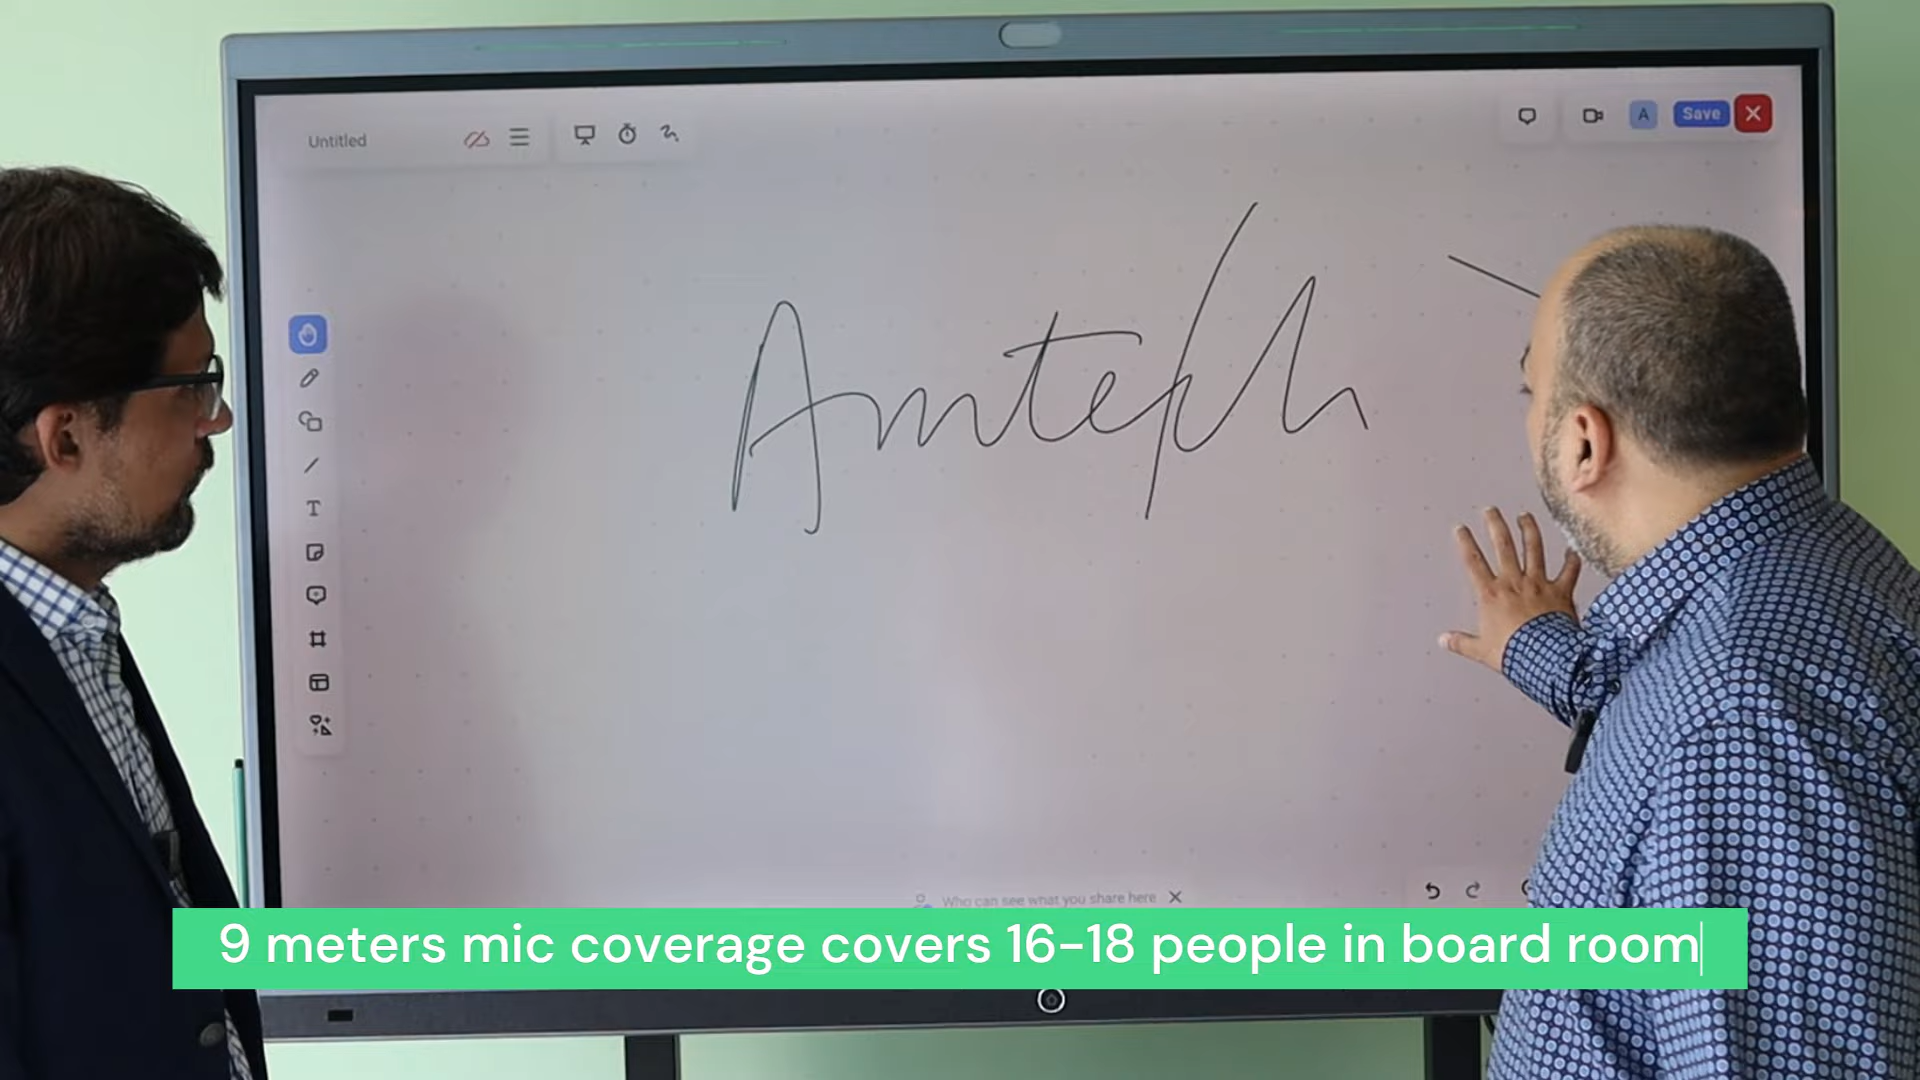 Untitled
A
Save
Amtech
T
Who can see what you share here
9 meters mic coverage covers 16-18 people in board room